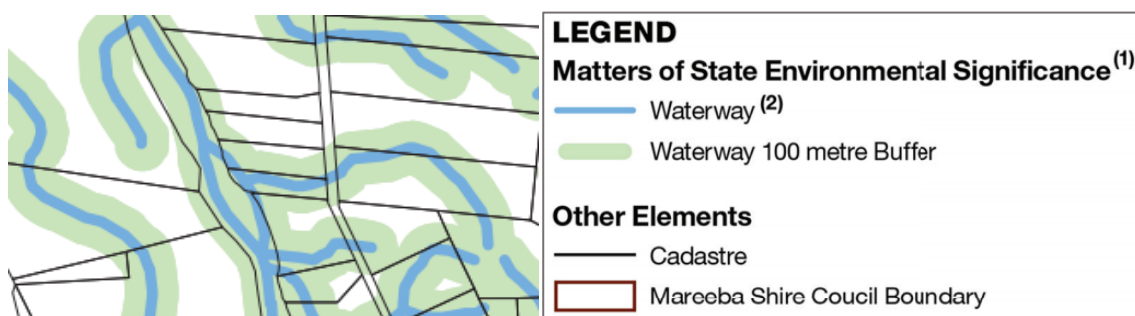 LEGEND
Matters of State Environmental Significance (1)
Waterway (2)
Waterway 100 metre Buffer
Other Elements
Cadastre
Mareeba Shire Coucil Boundary